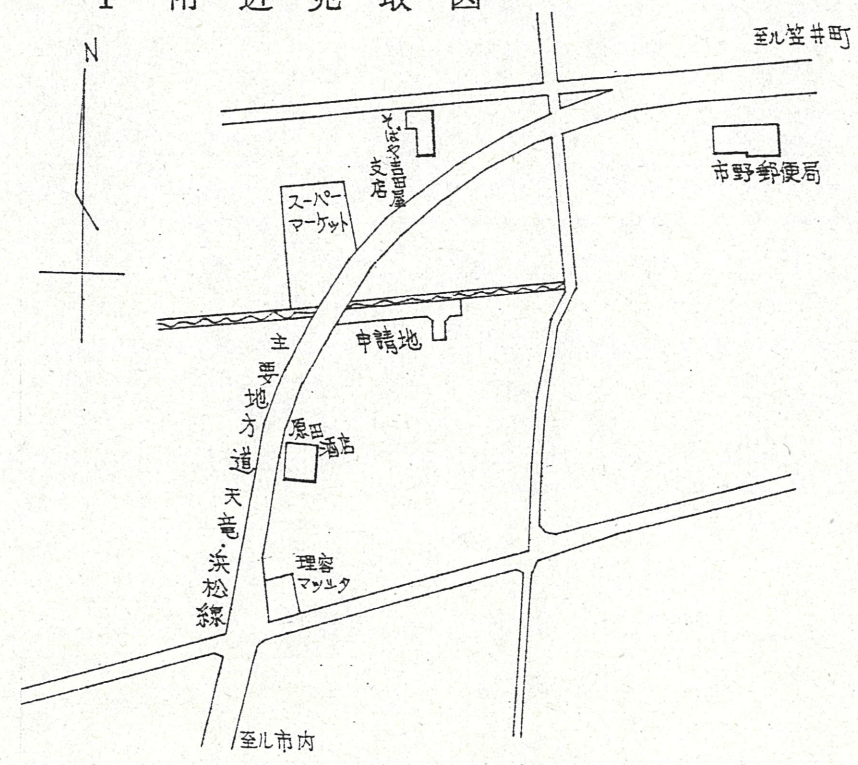 1 附近見取図
N
至ル笠井町
そばや吉田屋
支店
市野郵便局
スーパー
マーケット
申請地
主要地方道天竜・浜松線
原田
酒店
理容
マツシタ
至ル市内